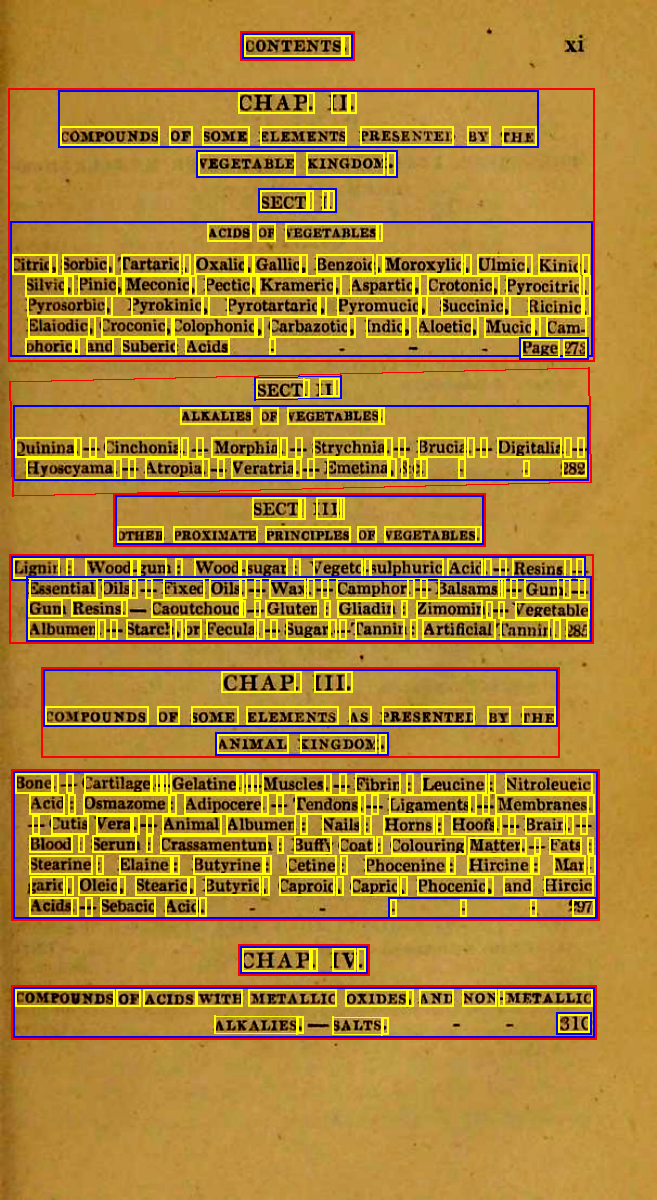 CONTENTS. xi
CHAP. II.
COMPOUNDS OF SOME ELEMENTS PRESENTED BY THE
VEGETABLE KINGDOM.
SECT. I.
ACIDS OF VEGETABLES.
Citric, Sorbic, Tartaric, Oxalic, Gallic, Benzoic, Moroxylic, Ulmic, Kinic,
Silvic, Pinic, Meconic, Pectic, Krameric, Aspartic, Crotonic, Pyrocitric,
Pyrosorbic, Pyrokinic, Pyrotartaric, Pyromucic, Succinic, Ricinic,
Elaiodic, Croconic, Colophonic, Carbazotic, Indic, Aloetic, Mucic, Cam-
phoric, and Suberic Acids - - - - Page
SECT. II.
ALKALIES OF VEGETABLES.
Quinina,—Cinchonia,—Morphia,—Strychnia,—Brucia,—Digitalia,—
Hyoscyama,—Atropia,—Veratria,—Emetina, 282
SECT. III.
OTHER PROXIMATE PRINCIPLES OF VEGETABLES.
Lignin: Wood-gum: Wood-sugar: Vegeto-sulphuric Acid,—Resins,—
Essential Oils,—Fixed Oils,—Wax,—Camphor,—Balsams,—Gum,—
Gum Resins,—Caoutchouc,—Gluten: Gliadin: Zimomin,—Vegetable
Albumen,—Starch, or Fecula,—Sugar,—Tannin: Artificial Tannin, 285
CHAP. III.
COMPOUNDS OF SOME ELEMENTS AS PRESENTED BY THE
ANIMAL KINGDOM.
Bone,—Cartilage,—Gelatine,—Muscles,—Fibrin: Leucine: Nitroleucic
Acid: Osmazome: Adipocere,—Tendons,—Ligaments,—Membranes,
—Cutis Vera,—Animal Albumen: Nails: Horns: Hoofs,—Brain,—
Blood: Serum: Crassamentum: Buffy Coat: Colouring Matter,—Fats:
Stearine: Elaine: Butyrine: Cetine: Phocenine: Hircine: Mar-
garic, Oleic, Stearic, Butyric, Caproic, Capric, Phocenic, and Hircic
Acids,—Sebacic Acid, - - - - - 297
CHAP. IV.
COMPOUNDS OF ACIDS WITH METALLIC OXIDES, AND NON-METALLIC
ALKALIES,—SALTS. - - 310